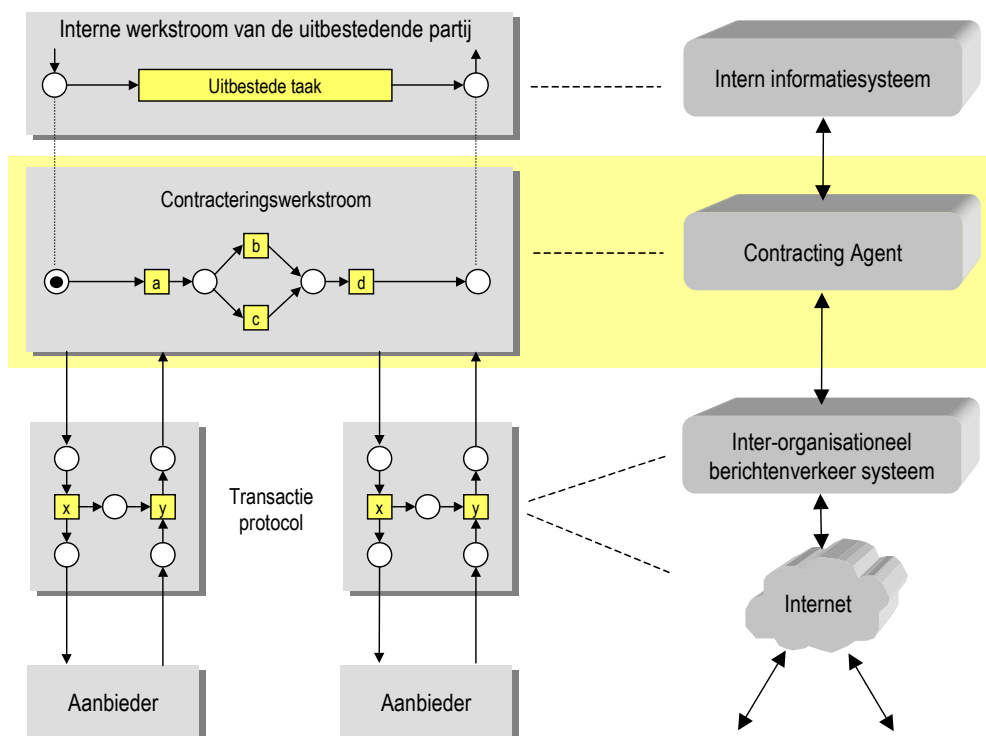 Interne werkstroom van de uitbestedende partij
Uitbestede taak
Intern informatiesysteem
Contracteringswerkstroom
a
b
c
d
Contracting Agent
x
y
Transactie
protocol
x
y
Inter-organisationeel
berichtenverkeer systeem
Internet
Aanbieder
Aanbieder